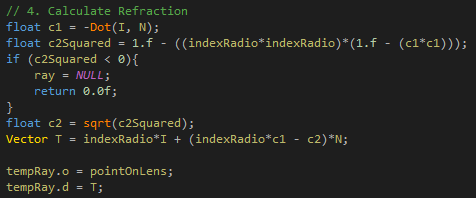 // 4. Calculate Refraction
float c1 = -Dot(I, N);
float c2Squared = 1.f - ((indexRadio*indexRadio)*(1.f - (c1*c1)));
if (c2Squared < 0){
    ray = NULL;
    return 0.0f;
}
float c2 = sqrt(c2Squared);
Vector T = indexRadio*I + (indexRadio*c1 - c2)*N;

tempRay.o = pointOnLens;
tempRay.d = T;